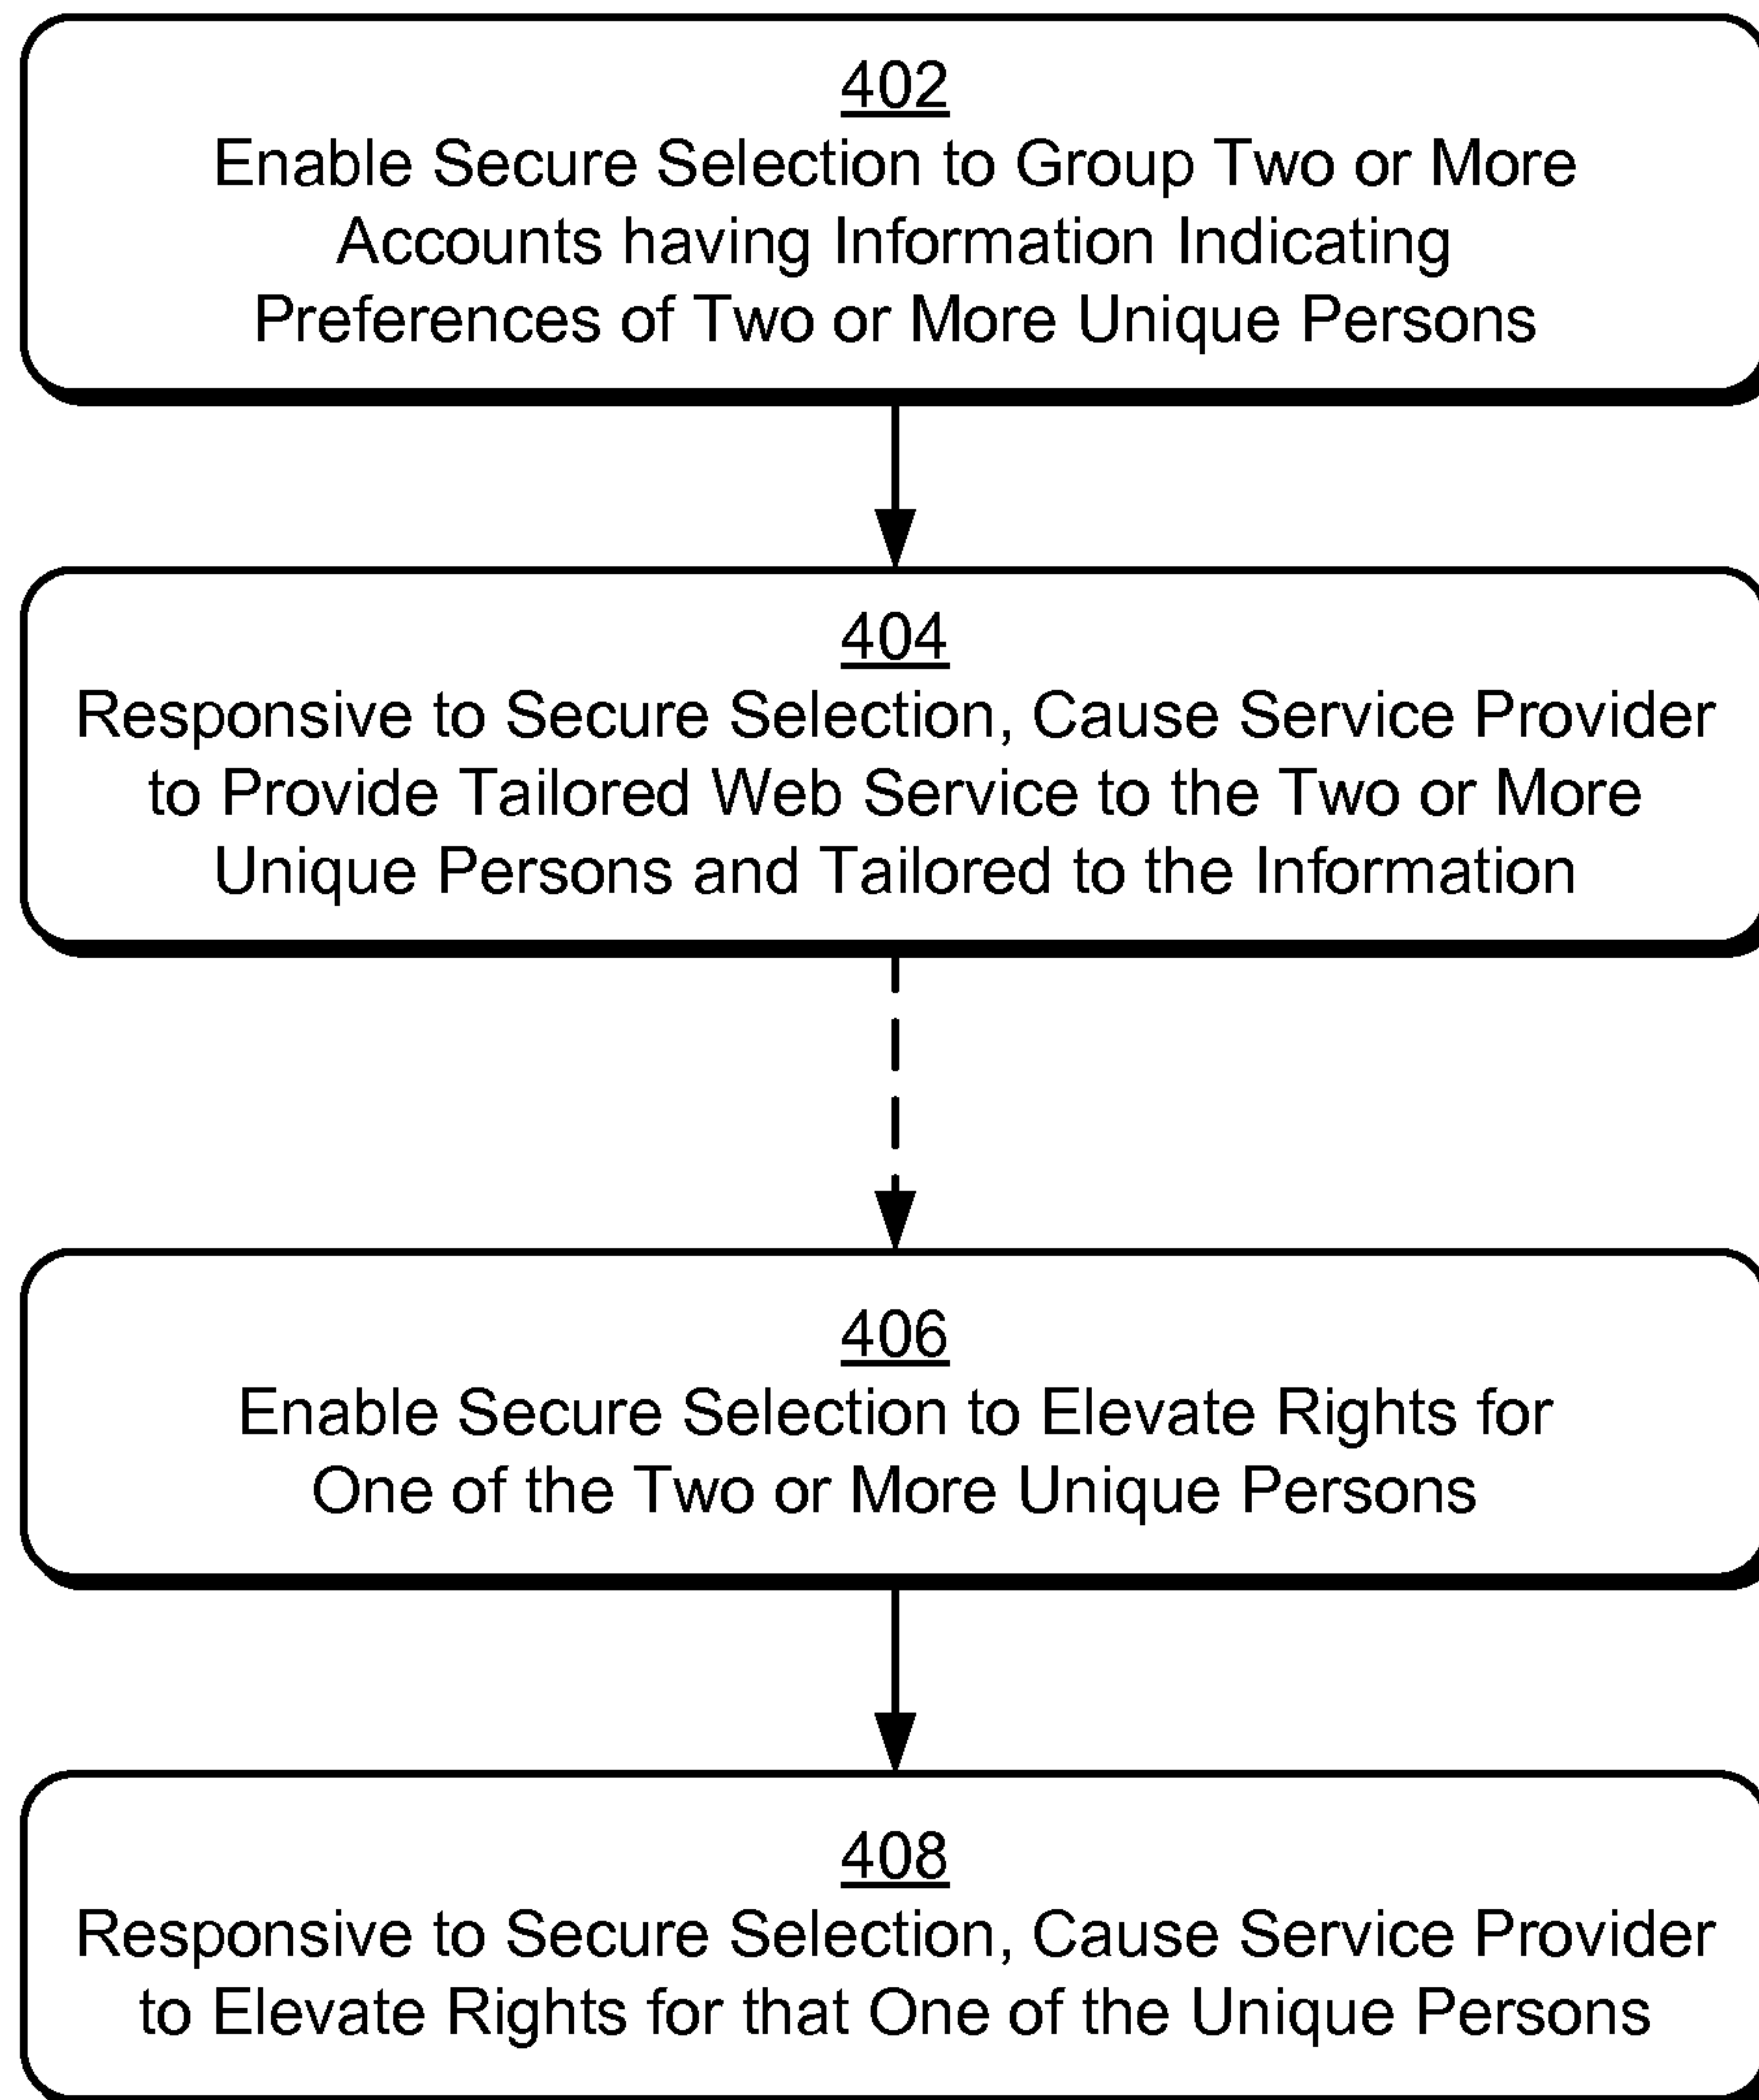 402
Enable Secure Selection to Group Two or More
Accounts having Information Indicating
Preferences of Two or More Unique Persons
404
Responsive to Secure Selection, Cause Service Provider
to Provide Tailored Web Service to the Two or More
Unique Persons and Tailored to the Information
406
Enable Secure Selection to Elevate Rights for
One of the Two or More Unique Persons
408
Responsive to Secure Selection, Cause Service Provider
to Elevate Rights for that One of the Unique Persons